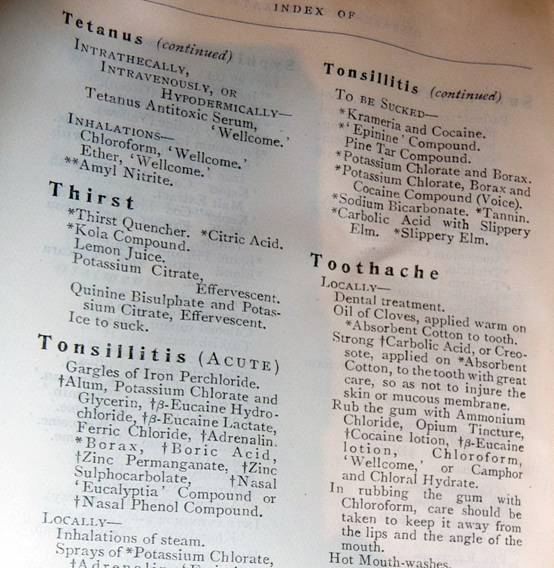 INDEX OF
Tetanus (continued)
INTRATHECALLY,
INTRAVENOUSLY, OR
HYPODERMICALLY—
Tetanus Antitoxic Serum,
'Wellcome.'
INHALATIONS—
Chloroform, 'Wellcome.'
Ether, 'Wellcome.'
**Amyl Nitrite.
Thirst
*Thirst Quencher. *Citric Acid.
*Kola Compound.
Lemon Juice.
Potassium Citrate,
Effervescent.
Quinine Bisulphate and Potas-
sium Citrate, Effervescent.
Ice to suck.
Tonsillitis (ACUTE)
Gargles of Iron Perchloride.
†Alum, Potassium Chlorate and
Glycerin, †β-Eucaine Hydro-
chloride, †β-Eucaine Lactate,
Ferric Chloride, †Adrenalin.
*Borax, †Boric Acid,
†Zinc Permanganate, †Zinc
Sulphocarbolate, †Nasal
'Eucalyptia' Compound or
†Nasal Phenol Compound.
LOCALLY—
Inhalations of steam.
Sprays of *Potassium Chlorate,
Tonsillitis (continued)
TO BE SUCKED—
*Krameria and Cocaine.
*'Epinine' Compound.
Pine Tar Compound.
*Potassium Chlorate and Borax.
*Potassium Chlorate, Borax and
Cocaine Compound (Voice).
*Sodium Bicarbonate. *Tannin.
*Carbolic Acid with Slippery
Elm. *Slippery Elm.
Toothache
LOCALLY—
Dental treatment.
Oil of Cloves, applied warm on
*Absorbent Cotton to tooth.
Strong †Carbolic Acid, or Creo-
sote, applied on *Absorbent
Cotton, to the tooth with great
care, so as not to injure the
skin or mucous membrane.
Rub the gum with Ammonium
Chloride, Opium Tincture,
†Cocaine lotion, †β-Eucaine
lotion, Chloroform,
'Wellcome,' or Camphor
and Chloral Hydrate.
In rubbing the gum with
Chloroform, care should be
taken to keep it away from
the lips and the angle of the
mouth.
Hot Mouth-washes.